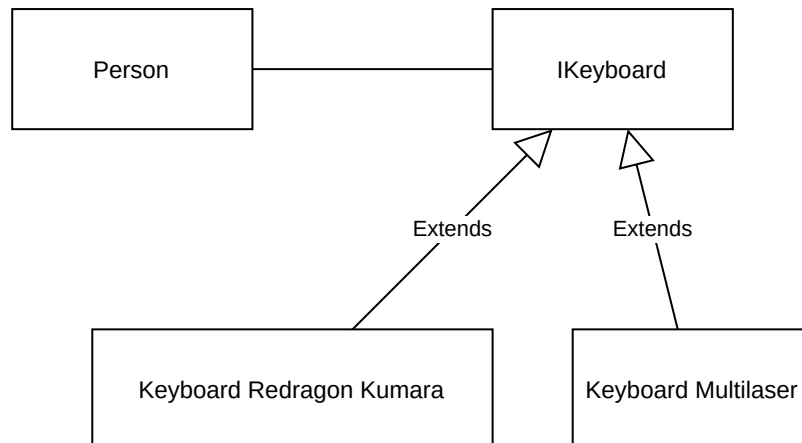 Person
IKeyboard
Extends
Extends
Keyboard Redragon Kumara
Keyboard Multilaser